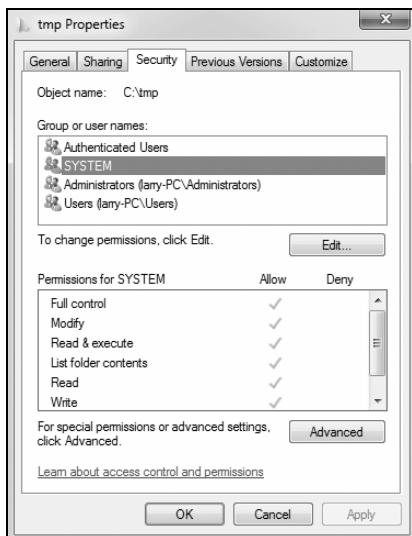 tmp Properties
General Sharing Security Previous Versions Customize
Object name: C:\tmp
Group or user names:
Authenticated Users
SYSTEM
Administrators (larry-PC\Administrators)
Users (larry-PC\Users)
To change permissions, click Edit.
Edit...
Permissions for SYSTEM Allow Deny
Full control
Modify
Read & execute
List folder contents
Read
Write
For special permissions or advanced settings,
click Advanced.
Advanced
Learn about access control and permissions
OK Cancel Apply